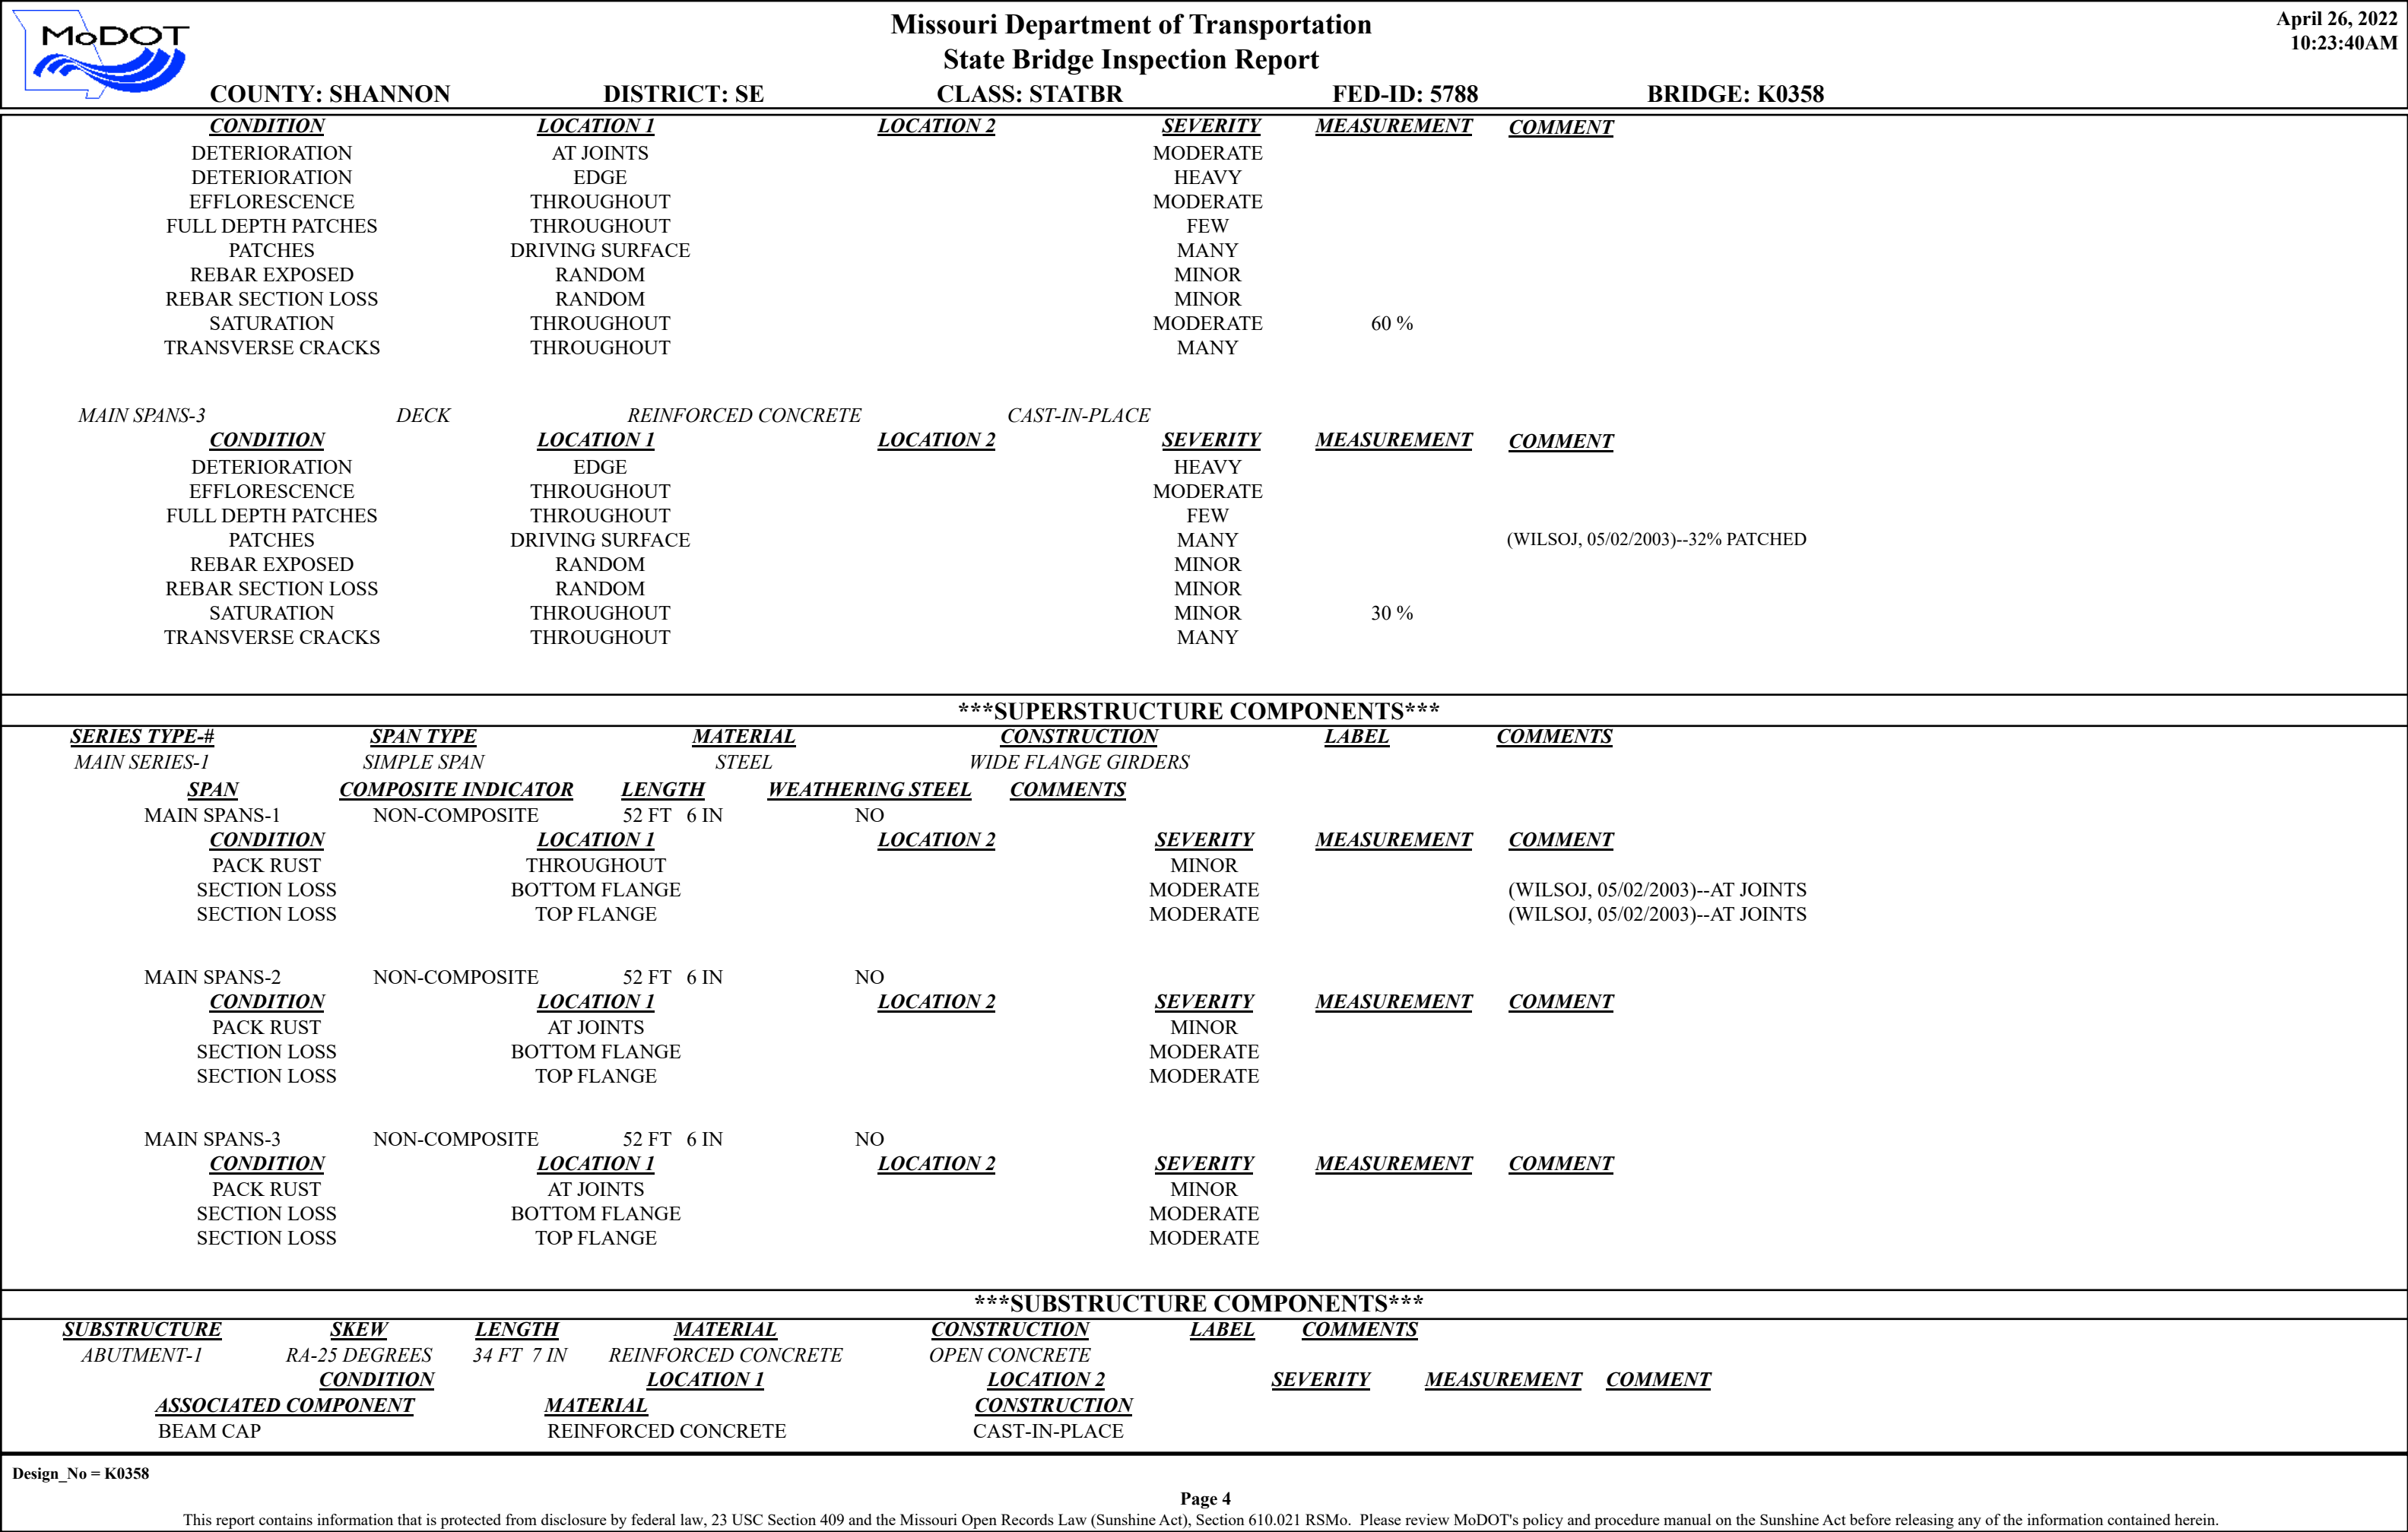 MoDOT
Missouri Department of Transportation
State Bridge Inspection Report
April 26, 2022
10:23:40AM
COUNTY: SHANNON DISTRICT: SE CLASS: STATBR FED-ID: 5788 BRIDGE: K0358
CONDITION LOCATION 1 LOCATION 2 SEVERITY MEASUREMENT COMMENT
DETERIORATION AT JOINTS MODERATE
DETERIORATION EDGE HEAVY
EFFLORESCENCE THROUGHOUT MODERATE
FULL DEPTH PATCHES THROUGHOUT FEW
PATCHES DRIVING SURFACE MANY
REBAR EXPOSED RANDOM MINOR
REBAR SECTION LOSS RANDOM MINOR
SATURATION THROUGHOUT MODERATE 60 %
TRANSVERSE CRACKS THROUGHOUT MANY
MAIN SPANS-3 DECK REINFORCED CONCRETE CAST-IN-PLACE
CONDITION LOCATION 1 LOCATION 2 SEVERITY MEASUREMENT COMMENT
DETERIORATION EDGE HEAVY
EFFLORESCENCE THROUGHOUT MODERATE
FULL DEPTH PATCHES THROUGHOUT FEW
PATCHES DRIVING SURFACE MANY (WILSOJ, 05/02/2003)--32% PATCHED
REBAR EXPOSED RANDOM MINOR
REBAR SECTION LOSS RANDOM MINOR
SATURATION THROUGHOUT MINOR 30 %
TRANSVERSE CRACKS THROUGHOUT MANY
***SUPERSTRUCTURE COMPONENTS***
SERIES TYPE-# SPAN TYPE MATERIAL CONSTRUCTION LABEL COMMENTS
MAIN SERIES-1 SIMPLE SPAN STEEL WIDE FLANGE GIRDERS
SPAN COMPOSITE INDICATOR LENGTH WEATHERING STEEL COMMENTS
MAIN SPANS-1 NON-COMPOSITE 52 FT 6 IN NO
CONDITION LOCATION 1 LOCATION 2 SEVERITY MEASUREMENT COMMENT
PACK RUST THROUGHOUT MINOR
SECTION LOSS BOTTOM FLANGE MODERATE (WILSOJ, 05/02/2003)--AT JOINTS
SECTION LOSS TOP FLANGE MODERATE (WILSOJ, 05/02/2003)--AT JOINTS
MAIN SPANS-2 NON-COMPOSITE 52 FT 6 IN NO
CONDITION LOCATION 1 LOCATION 2 SEVERITY MEASUREMENT COMMENT
PACK RUST AT JOINTS MINOR
SECTION LOSS BOTTOM FLANGE MODERATE
SECTION LOSS TOP FLANGE MODERATE
MAIN SPANS-3 NON-COMPOSITE 52 FT 6 IN NO
CONDITION LOCATION 1 LOCATION 2 SEVERITY MEASUREMENT COMMENT
PACK RUST AT JOINTS MINOR
SECTION LOSS BOTTOM FLANGE MODERATE
SECTION LOSS TOP FLANGE MODERATE
***SUBSTRUCTURE COMPONENTS***
SUBSTRUCTURE SKEW LENGTH MATERIAL CONSTRUCTION LABEL COMMENTS
ABUTMENT-1 RA-25 DEGREES 34 FT 7 IN REINFORCED CONCRETE OPEN CONCRETE
CONDITION LOCATION 1 LOCATION 2 SEVERITY MEASUREMENT COMMENT
ASSOCIATED COMPONENT MATERIAL CONSTRUCTION
BEAM CAP REINFORCED CONCRETE CAST-IN-PLACE
Design_No = K0358
Page 4
This report contains information that is protected from disclosure by federal law, 23 USC Section 409 and the Missouri Open Records Law (Sunshine Act), Section 610.021 RSMo. Please review MoDOT's policy and procedure manual on the Sunshine Act before releasing any of the information contained herein.